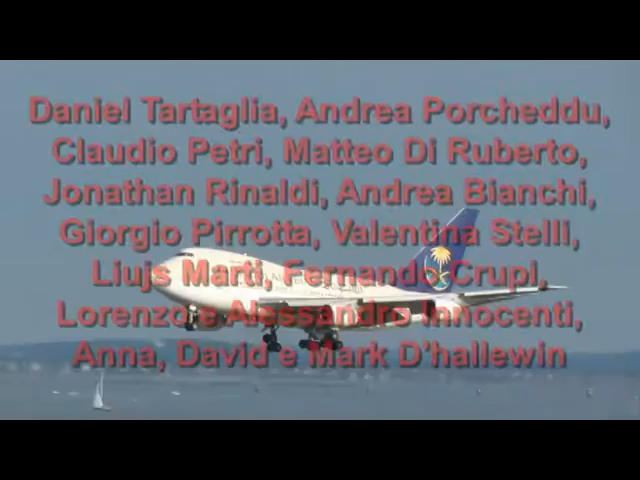 Daniel Tartaglia, Andrea Porcheddu,
Claudio Petri, Matteo Di Ruberto,
Jonathan Rinaldi, Andrea Bianchi,
Giorgio Pirrotta, Valentina Stelli,
Liujs Marti, Fernando Crupi,
Lorenzo e Alessandro Innocenti,
Anna, David e Mark D'hallewin